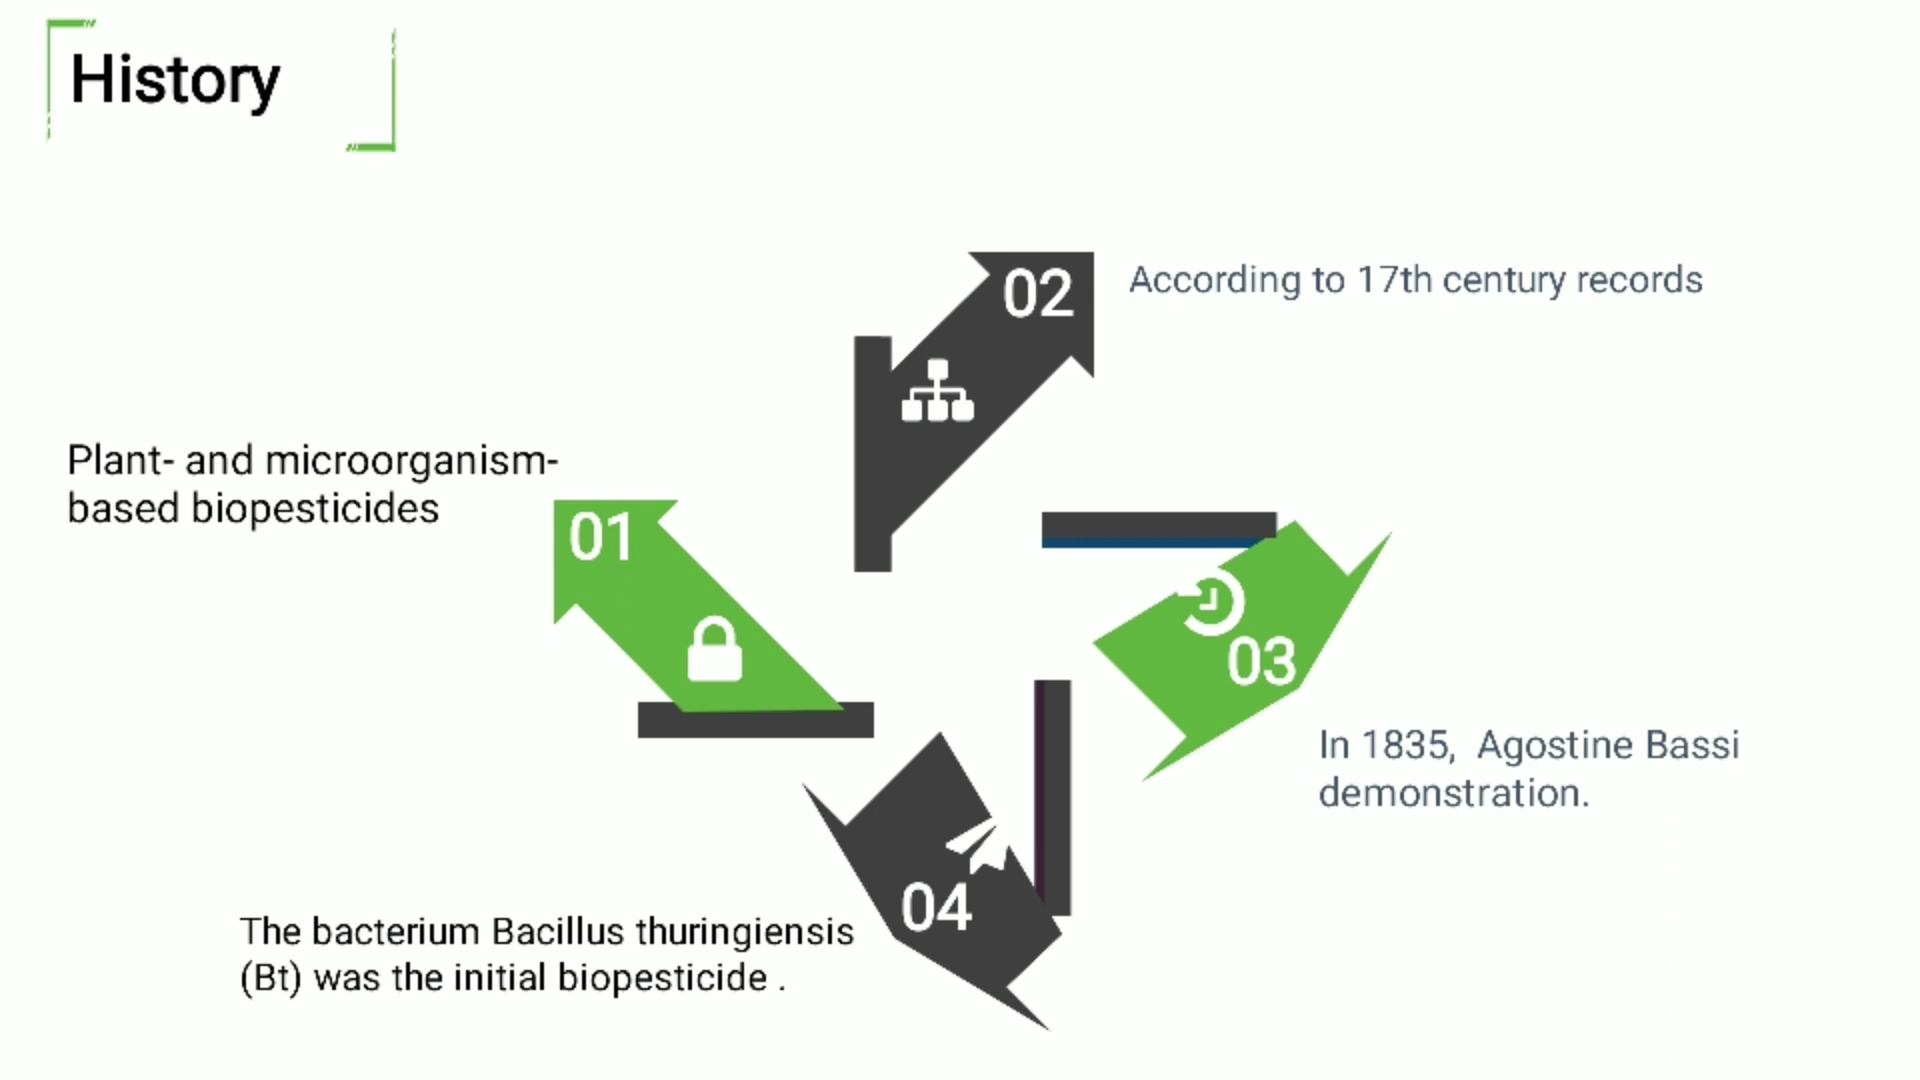 History
02
According to 17th century records
Plant- and microorganism-
based biopesticides
01
03
In 1835, Agostine Bassi
demonstration.
04
The bacterium Bacillus thuringiensis
(Bt) was the initial biopesticide .